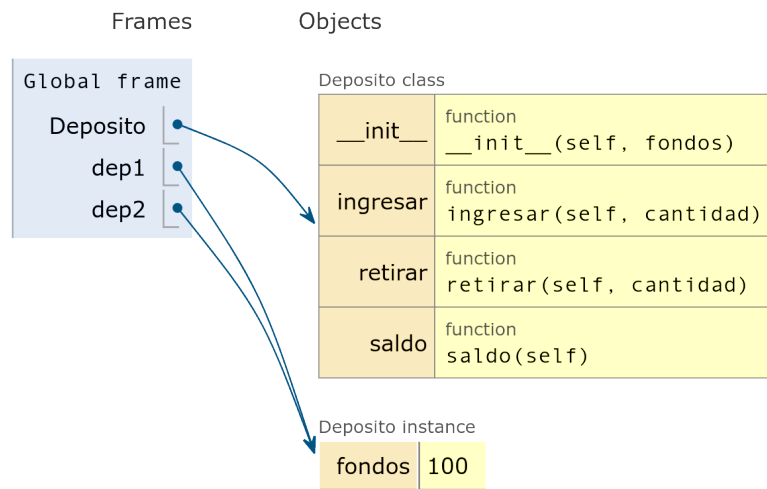 Frames Objects
Global frame
Deposito
dep1
dep2
Deposito class
__init__ function
__init__(self, fondos)
ingresar function
ingresar(self, cantidad)
retirar function
retirar(self, cantidad)
saldo function
saldo(self)
Deposito instance
fondos 100